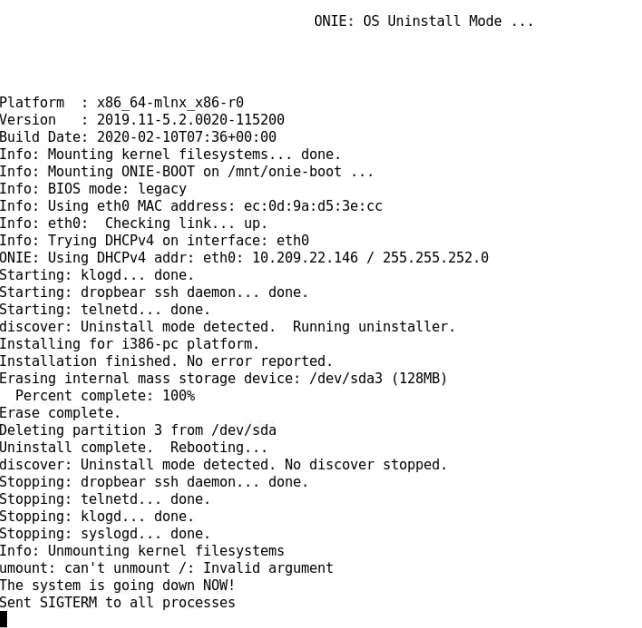 ONIE: OS Uninstall Mode ...
Platform  : x86_64-mlnx_x86-r0
Version   : 2019.11-5.2.0020-115200
Build Date: 2020-02-10T07:36+00:00
Info: Mounting kernel filesystems... done.
Info: Mounting ONIE-BOOT on /mnt/onie-boot ...
Info: BIOS mode: legacy
Info: Using eth0 MAC address: ec:0d:9a:d5:3e:cc
Info: eth0:  Checking link... up.
Info: Trying DHCPv4 on interface: eth0
ONIE: Using DHCPv4 addr: eth0: 10.209.22.146 / 255.255.252.0
Starting: klogd... done.
Starting: dropbear ssh daemon... done.
Starting: telnetd... done.
discover: Uninstall mode detected.  Running uninstaller.
Installing for i386-pc platform.
Installation finished. No error reported.
Erasing internal mass storage device: /dev/sda3 (128MB)
  Percent complete: 100%
Erase complete.
Deleting partition 3 from /dev/sda
Uninstall complete.  Rebooting...
discover: Uninstall mode detected. No discover stopped.
Stopping: dropbear ssh daemon... done.
Stopping: telnetd... done.
Stopping: klogd... done.
Stopping: syslogd... done.
Info: Unmounting kernel filesystems
umount: can't unmount /: Invalid argument
The system is going down NOW!
Sent SIGTERM to all processes